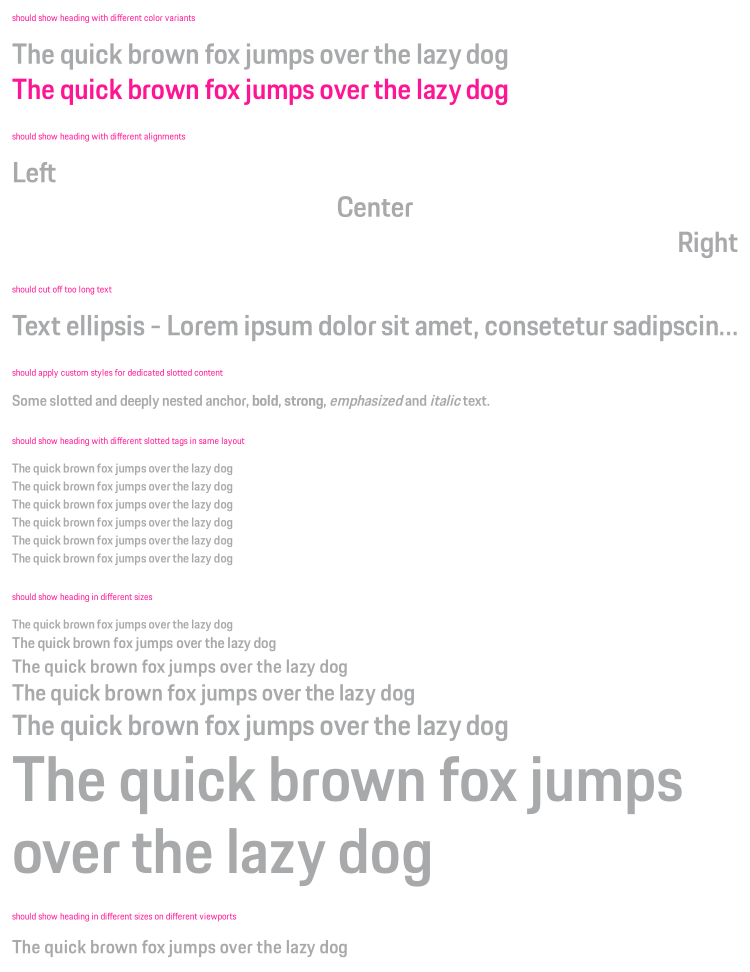 should show heading with different color variants
The quick brown fox jumps over the lazy dog
The quick brown fox jumps over the lazy dog
should show heading with different alignments
Left
Center
Right
should cut off too long text
Text ellipsis - Lorem ipsum dolor sit amet, consetetur sadipscin...
should apply custom styles for dedicated slotted content
Some slotted and deeply nested anchor, bold, strong, emphasized and italic text.
should show heading with different slotted tags in same layout
The quick brown fox jumps over the lazy dog
The quick brown fox jumps over the lazy dog
The quick brown fox jumps over the lazy dog
The quick brown fox jumps over the lazy dog
The quick brown fox jumps over the lazy dog
The quick brown fox jumps over the lazy dog
should show heading in different sizes
The quick brown fox jumps over the lazy dog
The quick brown fox jumps over the lazy dog
The quick brown fox jumps over the lazy dog
The quick brown fox jumps over the lazy dog
The quick brown fox jumps over the lazy dog
The quick brown fox jumps
over the lazy dog
should show heading in different sizes on different viewports
The quick brown fox jumps over the lazy dog